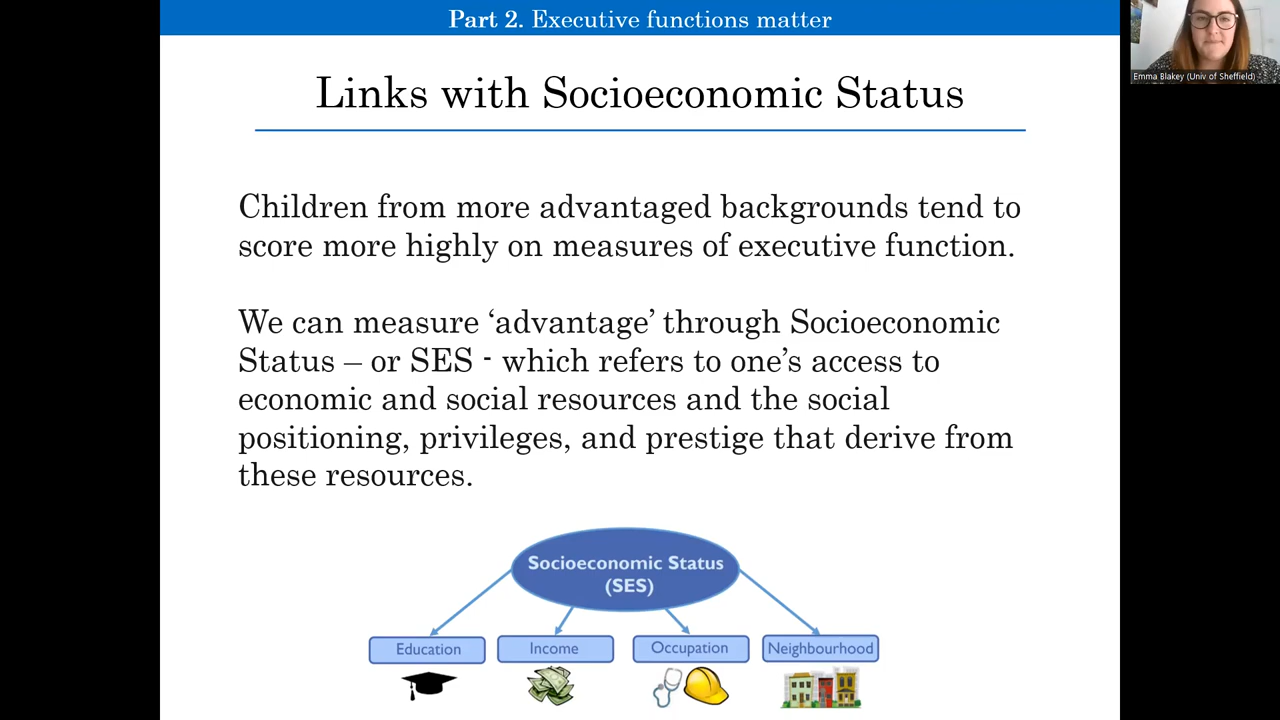 Part 2. Executive functions matter
Emma Blakey (Univ of Sheffield)
Links with Socioeconomic Status
Children from more advantaged backgrounds tend to
score more highly on measures of executive function.
We can measure ‘advantage’ through Socioeconomic
Status – or SES - which refers to one’s access to
economic and social resources and the social
positioning, privileges, and prestige that derive from
these resources.
Socioeconomic Status
(SES)
Education
Income
Occupation
Neighbourhood